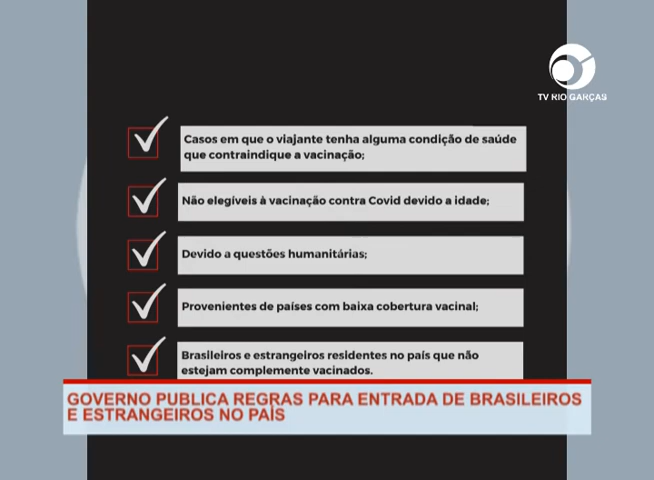 TV RIO GARÇAS
Casos em que o viajante tenha alguma condição de saúde
que contraindique a vacinação;
Não elegíveis à vacinação contra Covid devido a idade;
Devido a questões humanitárias;
Provenientes de países com baixa cobertura vacinal;
Brasileiros e estrangeiros residentes no país que não
estejam complemente vacinados.
GOVERNO PUBLICA REGRAS PARA ENTRADA DE BRASILEIROS
E ESTRANGEIROS NO PAÍS